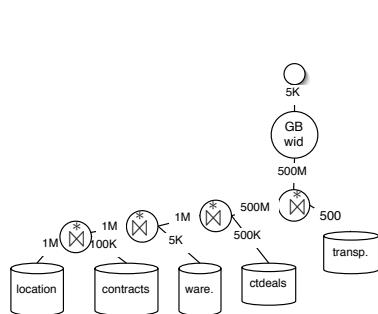 5K
GB
wid
500M
*
500
* 1M * 1M * 500M
1M 100K 5K 500K
location contracts ware. ctdeals transp.